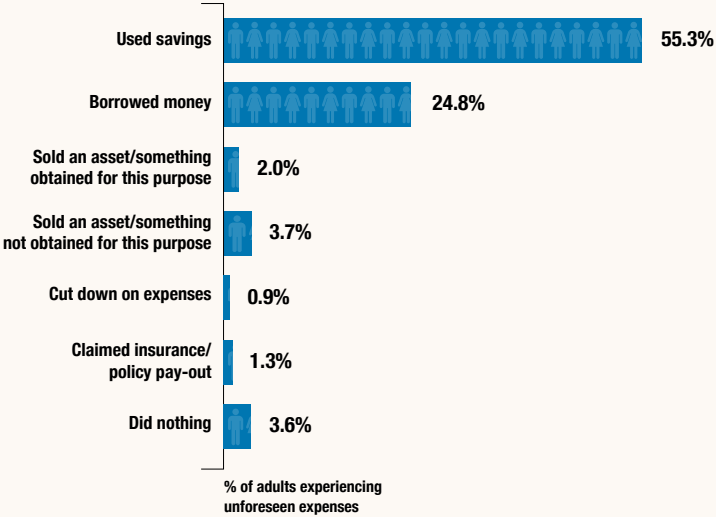 Used savings
55.3%
Borrowed money
24.8%
Sold an asset/something
obtained for this purpose
2.0%
Sold an asset/something
not obtained for this purpose
3.7%
Cut down on expenses
0.9%
Claimed insurance/
policy pay-out
1.3%
Did nothing
3.6%
% of adults experiencing
unforeseen expenses